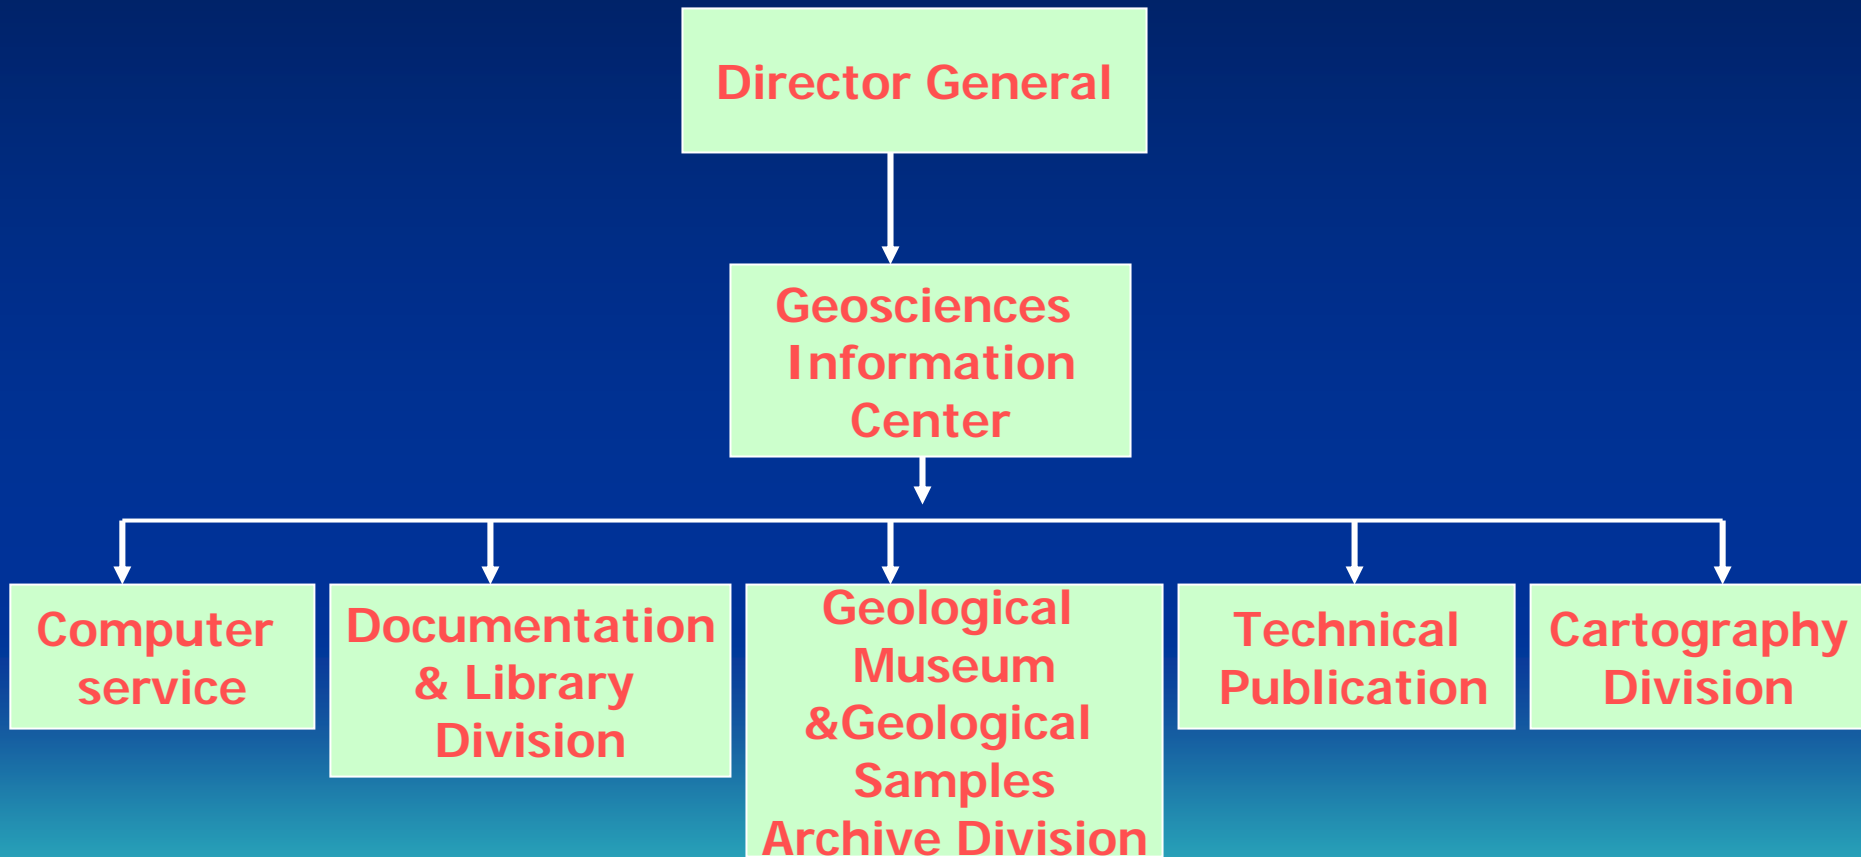 Director General
Geosciences
Information
Center
Computer
service
Documentation
& Library
Division
Geological
Museum
&Geological
Samples
Archive Division
Technical
Publication
Cartography
Division